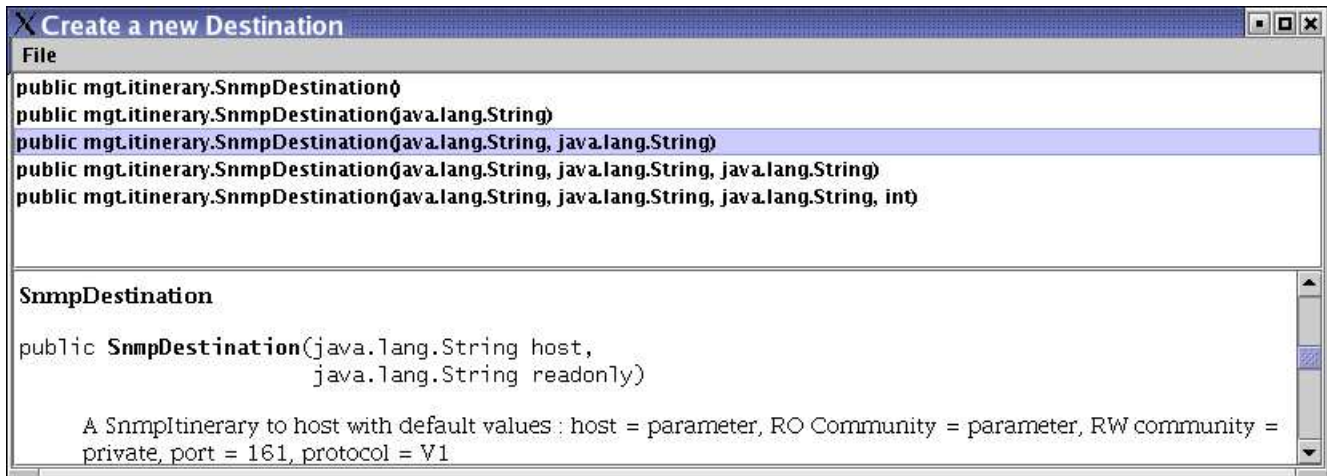 X Create a new Destination
File
public mgt.itinerary.SnmpDestination()
public mgt.itinerary.SnmpDestination(java.lang.String)
public mgt.itinerary.SnmpDestination(java.lang.String, java.lang.String)
public mgt.itinerary.SnmpDestination(java.lang.String, java.lang.String, java.lang.String)
public mgt.itinerary.SnmpDestination(java.lang.String, java.lang.String, java.lang.String, int)
SnmpDestination
public SnmpDestination(java.lang.String host,
java.lang.String readonly)
A SnmpItinerary to host with default values : host = parameter, RO Community = parameter, RW community =
private, port = 161, protocol = V1